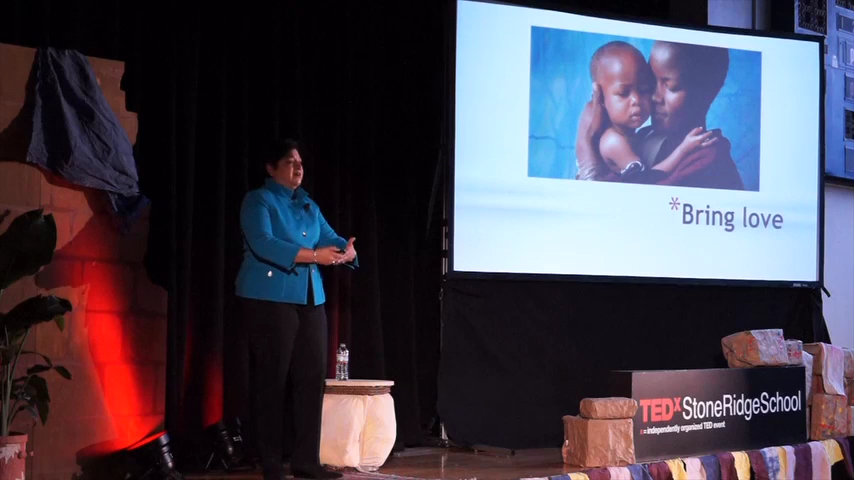 *Bring love
TEDxStoneRidgeSchool
x = independently organized TED event